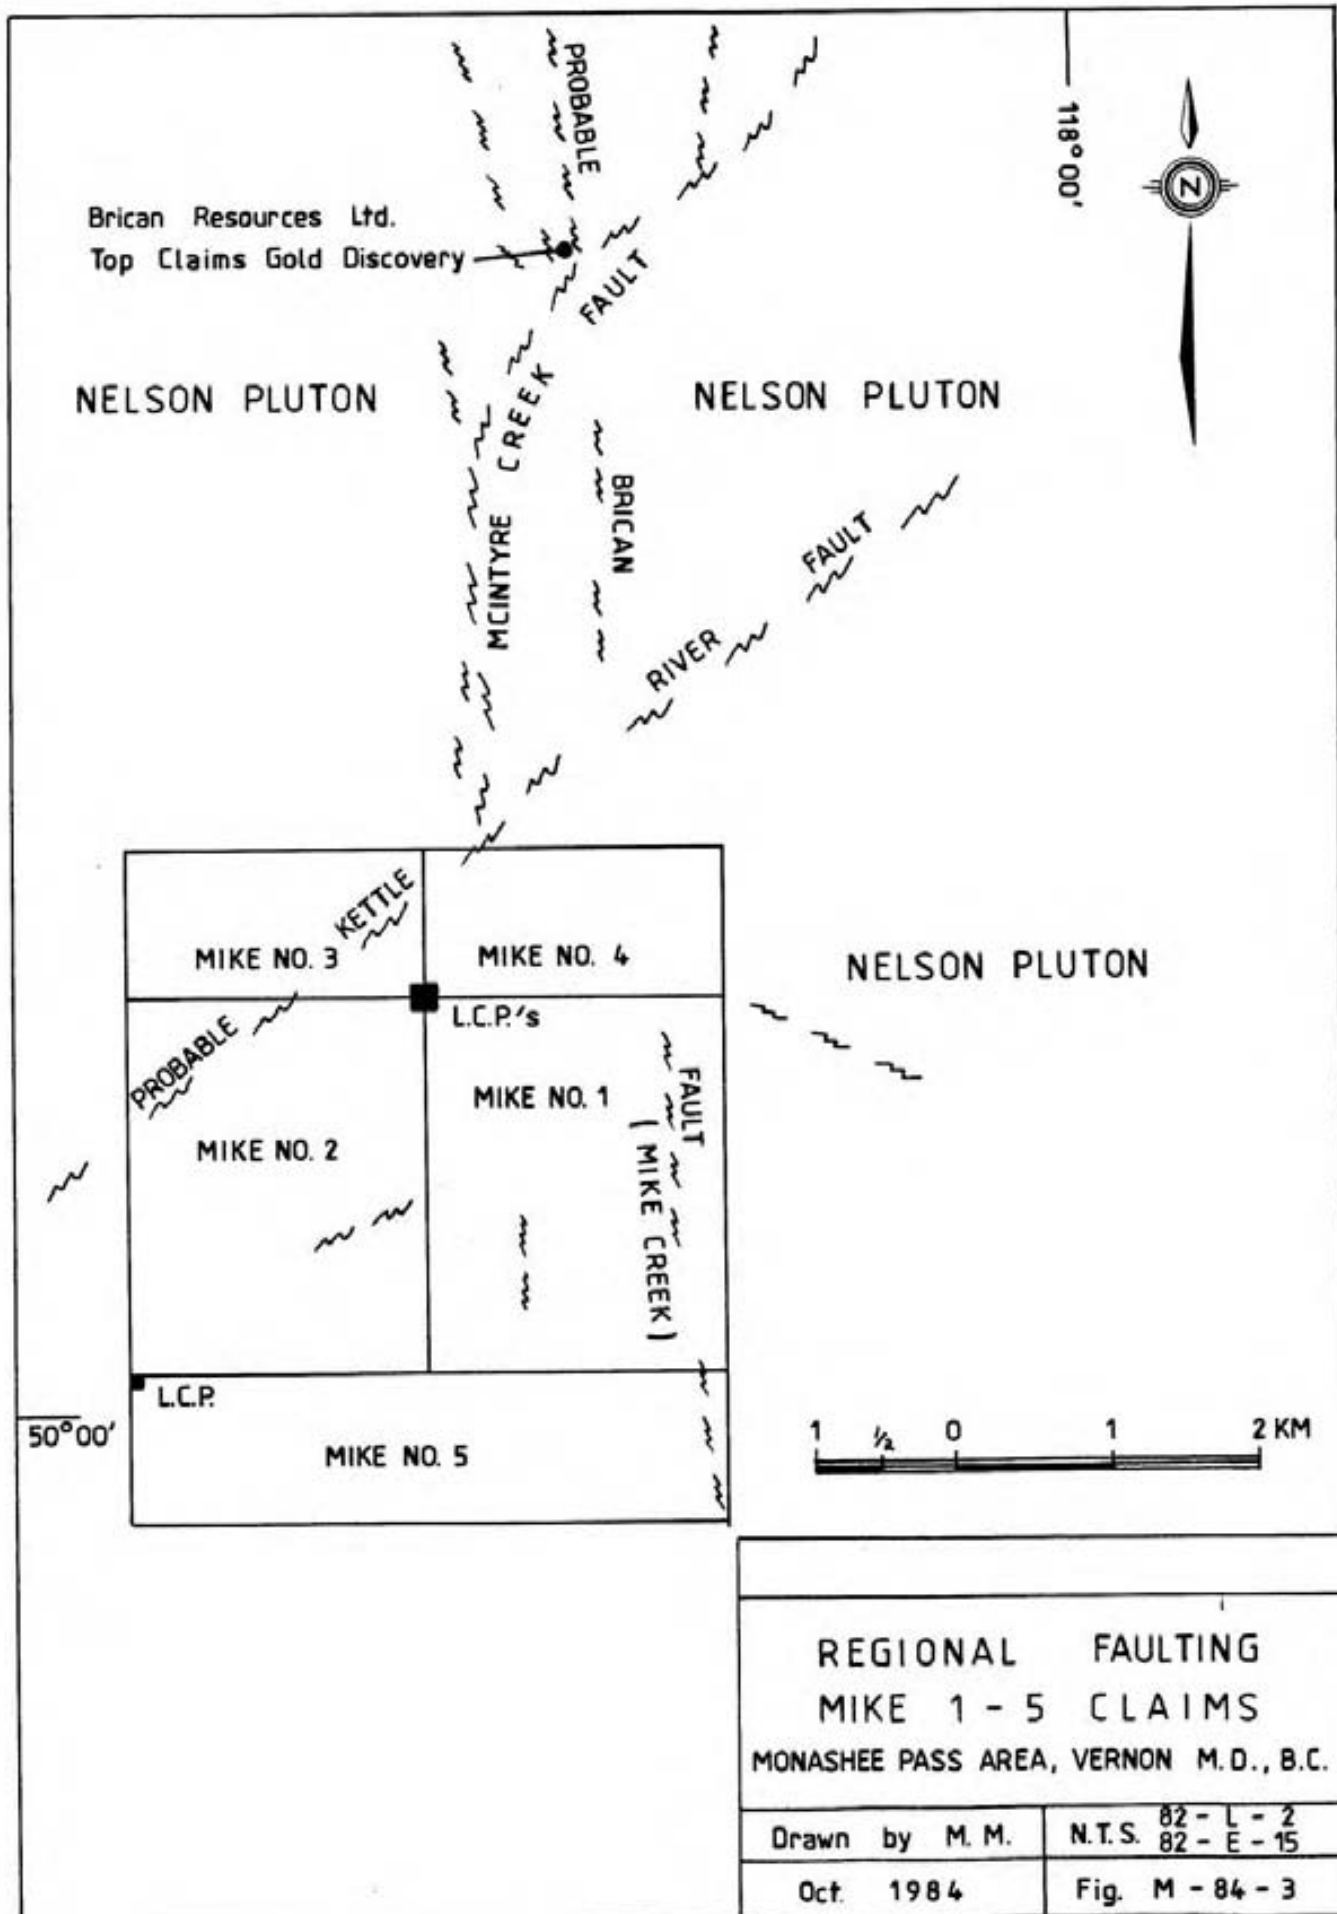 PROBABLE
118°00'
N
Brican Resources Ltd.
Top Claims Gold Discovery
FAULT
NELSON PLUTON
NELSON PLUTON
CREEK
MCINTYRE
BRICAN
FAULT
RIVER
KETTLE
MIKE NO. 3
MIKE NO. 4
NELSON PLUTON
L.C.P.'s
PROBABLE
MIKE NO. 1
FAULT
(MIKE CREEK)
MIKE NO. 2
L.C.P.
50°00'
MIKE NO. 5
1 ½ 0 1 2 KM
REGIONAL FAULTING
MIKE 1 - 5 CLAIMS
MONASHEE PASS AREA, VERNON M.D., B.C.
Drawn by M. M.
N.T.S. 82 - L - 2
82 - E - 15
Oct. 1984
Fig. M - 84 - 3